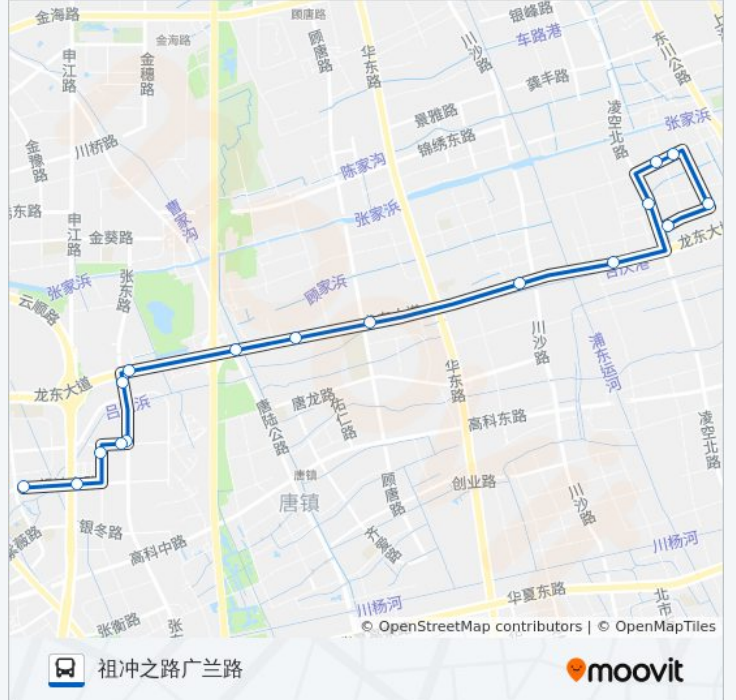 金海路
顾唐路
银峰路
车路港
金海路
申江路
金穗路
顾唐路
华东路
川沙路
东川公路
龚丰路
景雅路
凌空北路
张家浜
锦绣东路
金豫路
川桥路
陈家沟
曹家沟
张家浜
东路
申江路
金葵路
龙东大
张家浜
张东路
顾家浜
云顺路
川沙路
浦东运河
龙东大道
华东路
唐陆公路
唐龙路
佑仁路
高科东路
凌空北路
唐镇
唐镇
顾唐路
创业路
川沙路
银冬路
高科中路
齐爱路
川杨河
川杨河
华夏东路
北市
张衡路
张
© OpenStreetMap contributors | © OpenMapTiles
祖冲之路广兰路
moovit